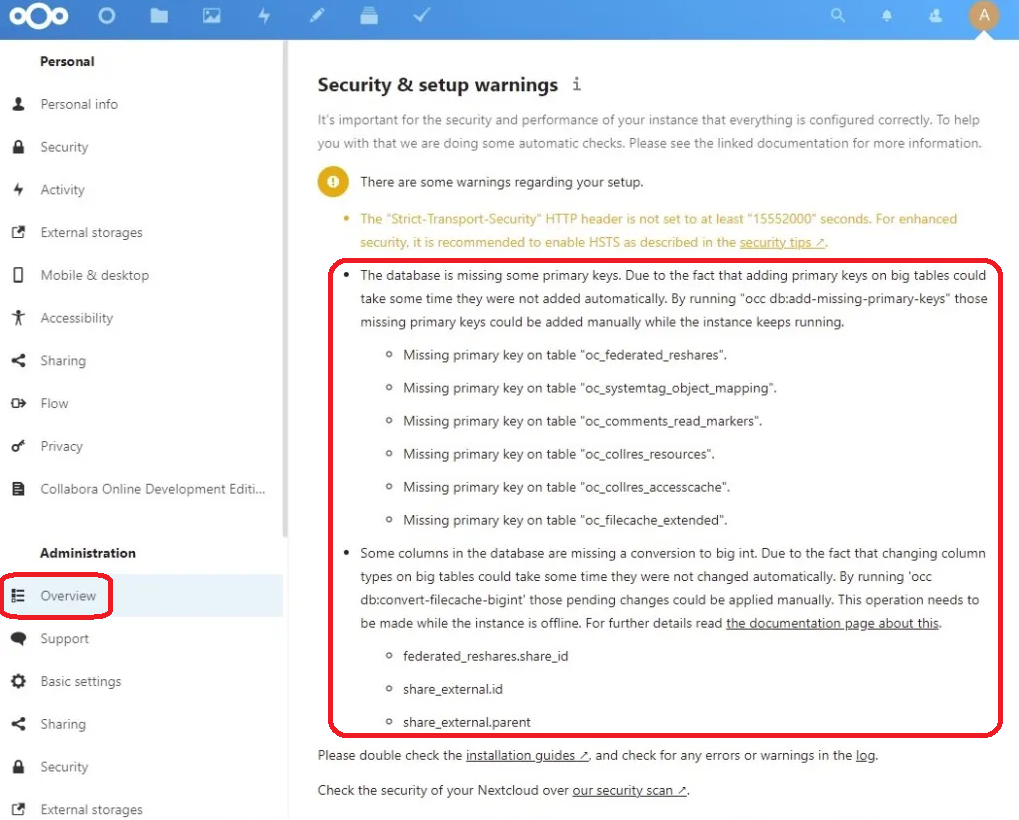 A
Personal
Personal info
Security
Activity
External storages
Mobile & desktop
Accessibility
Sharing
Flow
Privacy
Collabora Online Development Editi...
Administration
Overview
Support
Basic settings
Sharing
Security
External storages
Security & setup warnings i
It's important for the security and performance of your instance that everything is configured correctly. To help
you with that we are doing some automatic checks. Please see the linked documentation for more information.
There are some warnings regarding your setup.
The "Strict-Transport-Security" HTTP header is not set to at least "15552000" seconds. For enhanced
security, it is recommended to enable HSTS as described in the security tips ↗.
The database is missing some primary keys. Due to the fact that adding primary keys on big tables could
take some time they were not added automatically. By running "occ db:add-missing-primary-keys" those
missing primary keys could be added manually while the instance keeps running.
Missing primary key on table "oc_federated_reshares".
Missing primary key on table "oc_systemtag_object_mapping".
Missing primary key on table "oc_comments_read_markers".
Missing primary key on table "oc_collres_resources".
Missing primary key on table "oc_collres_accesscache".
Missing primary key on table "oc_filecache_extended".
Some columns in the database are missing a conversion to big int. Due to the fact that changing column
types on big tables could take some time they were not changed automatically. By running 'occ
db:convert-filecache-bigint' those pending changes could be applied manually. This operation needs to
be made while the instance is offline. For further details read the documentation page about this.
federated_reshares.share_id
share_external.id
share_external.parent
Please double check the installation guides ↗, and check for any errors or warnings in the log.
Check the security of your Nextcloud over our security scan ↗.